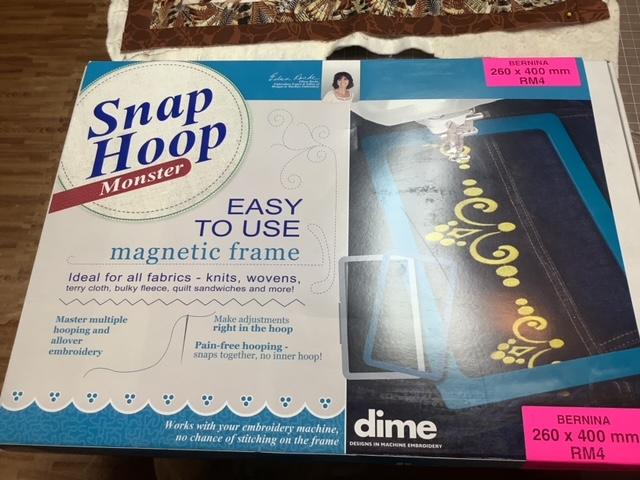 Snap
Hoop
Monster
EASY
TO USE
magnetic frame
Ideal for all fabrics - knits, wovens,
terry cloth, bulky fleece, quilt sandwiches and more!
Master multiple
hooping and
allover
embroidery
Make adjustments
right in the hoop
Pain-free hooping -
snaps together, no inner hoop!
Works with your embroidery machine,
no chance of stitching on the frame
BERNINA
260 x 400 mm
RM4
dime
DESIGNS IN MACHINE EMBROIDERY
BERNINA
260 x 400 mm
RM4